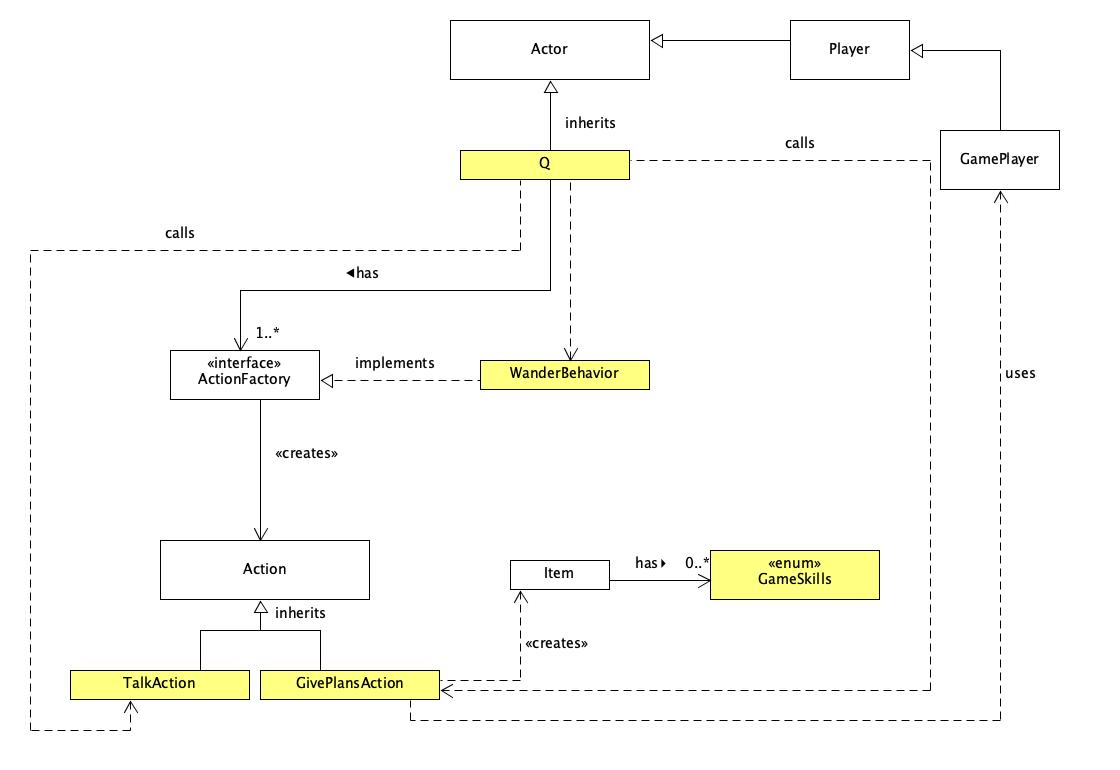 Actor
Player
inherits
calls
Q
GamePlayer
calls
◀has
1..*
«interface»
ActionFactory
implements
WanderBehavior
uses
«creates»
Action
Item
has▶
0..*
«enum»
GameSkills
inherits
«creates»
TalkAction
GivePlansAction